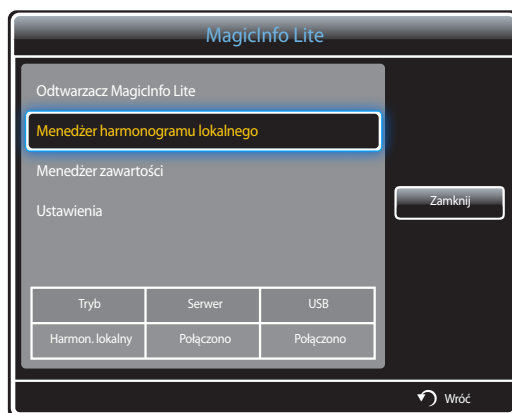 MagicInfo Lite
Odtwarzacz MagicInfo Lite
Menedżer harmonogramu lokalnego
Menedżer zawartości
Ustawienia
Zamknij
Tryb Serwer USB
Harmon. lokalny Połączono Połączono
Wróć